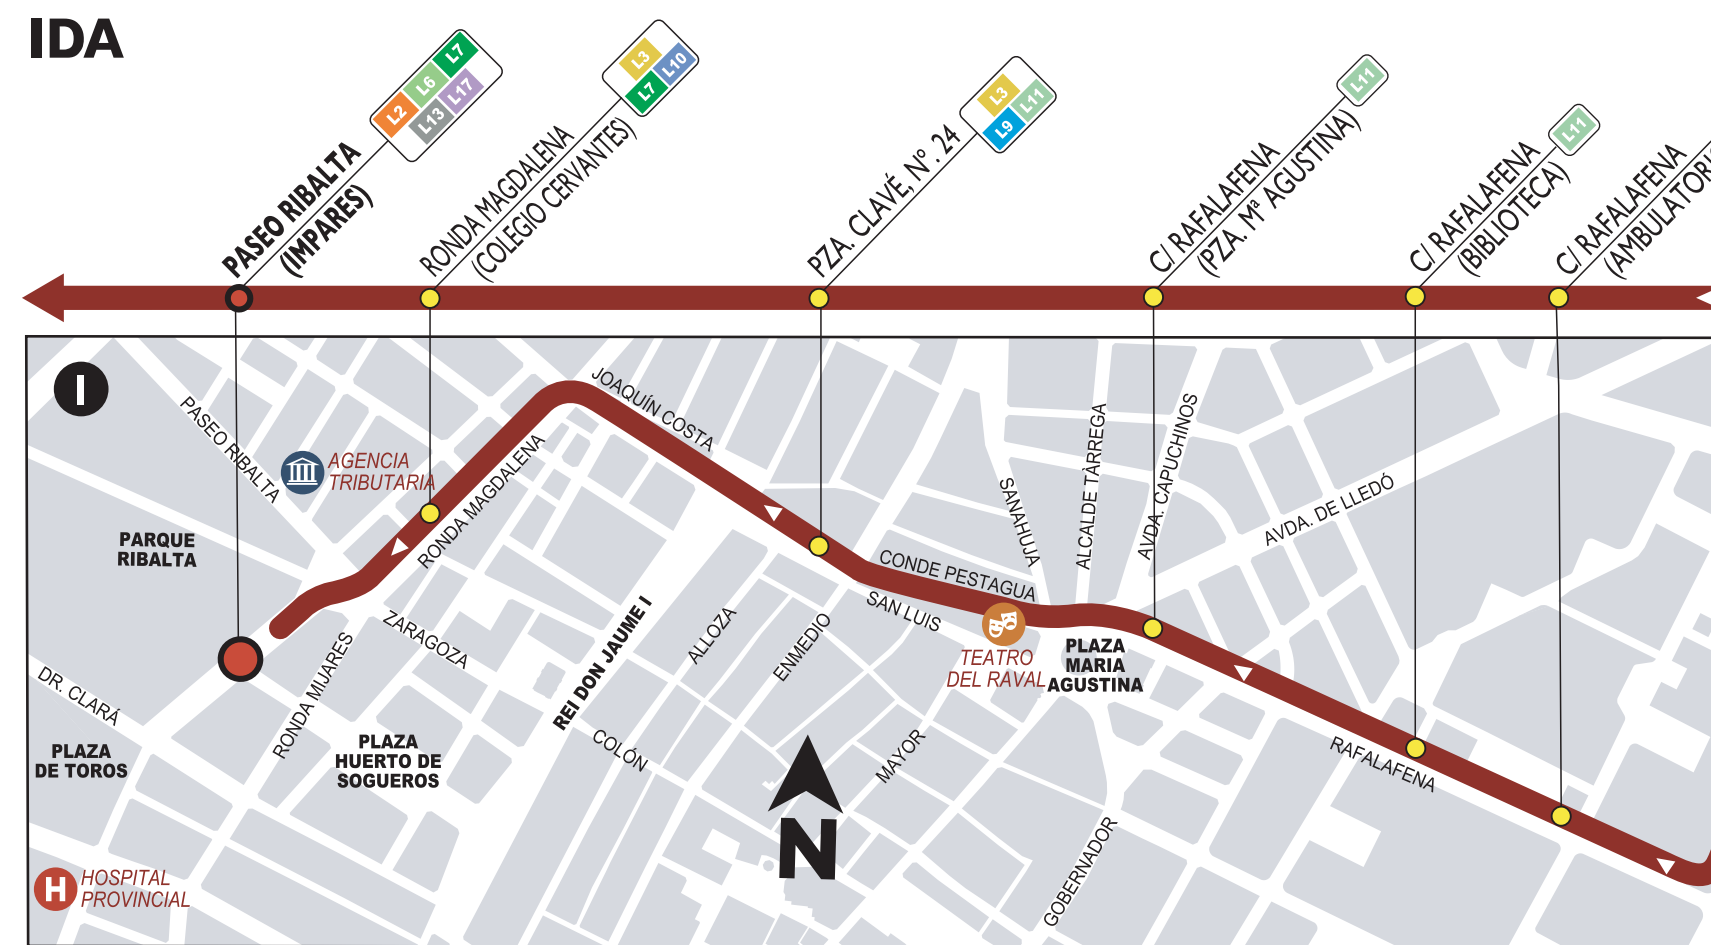 IDA
L2
L6
L7
L13
L17
PASEO RIBALTA
(IMPARES)
L3
L10
L7
RONDA MAGDALENA
(COLEGIO CERVANTES)
L3
L11
L9
PZA. CLAVÉ, Nº. 24
L11
C/ RAFALAFENA
(PZA. Mª AGUSTINA)
L11
C/ RAFALAFENA
(BIBLIOTECA)
C/ RAFALAFENA
I
PASEO RIBALTA
AGENCIA
TRIBUTARIA
RONDA MAGDALENA
JOAQUÍN COSTA
PARQUE
RIBALTA
SANAHUJA
ALCALDE TÀRREGA
AVDA. CAPUCHINOS
AVDA. DE LLEDÓ
CONDE PESTAGUA
SAN LUIS
ZARAGOZA
RONDA MIJARES
REI DON JAUME I
ALLOZA
ENMEDIO
TEATRO
DEL RAVAL
PLAZA
MARIA
AGUSTINA
DR. CLARÁ
PLAZA
DE TOROS
PLAZA
HUERTO DE
SOGUEROS
COLÓN
MAYOR
RAFALAFENA
N
GOBERNADOR
H
HOSPITAL
PROVINCIAL